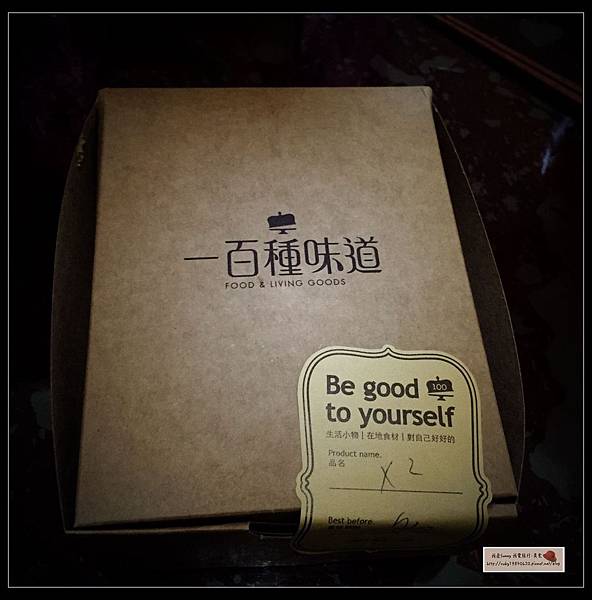 一百種味道
FOOD & LIVING GOODS
Be good
100
to yourself
生活小物 | 在地食材 | 對自己好好的
Product name.
品名
x 2
Best before.